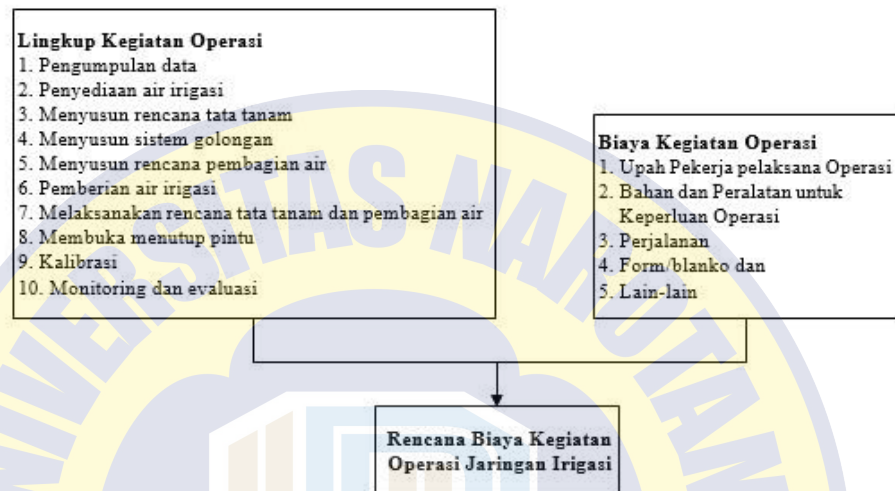 Lingkup Kegiatan Operasi
1. Pengumpulan data
2. Penyediaan air irigasi
3. Menyusun rencana tata tanam
4. Menyusun sistem golongan
5. Menyusun rencana pembagian air
6. Pemberian air irigasi
7. Melaksanakan rencana tata tanam dan pembagian air
8. Membuka menutup pintu
9. Kalibrasi
10. Monitoring dan evaluasi
Biaya Kegiatan Operasi
1. Upah Pekerja pelaksana Operasi
2. Bahan dan Peralatan untuk
Keperluan Operasi
3. Perjalanan
4. Form/blanko dan
5. Lain-lain
Rencana Biaya Kegiatan
Operasi Jaringan Irigasi